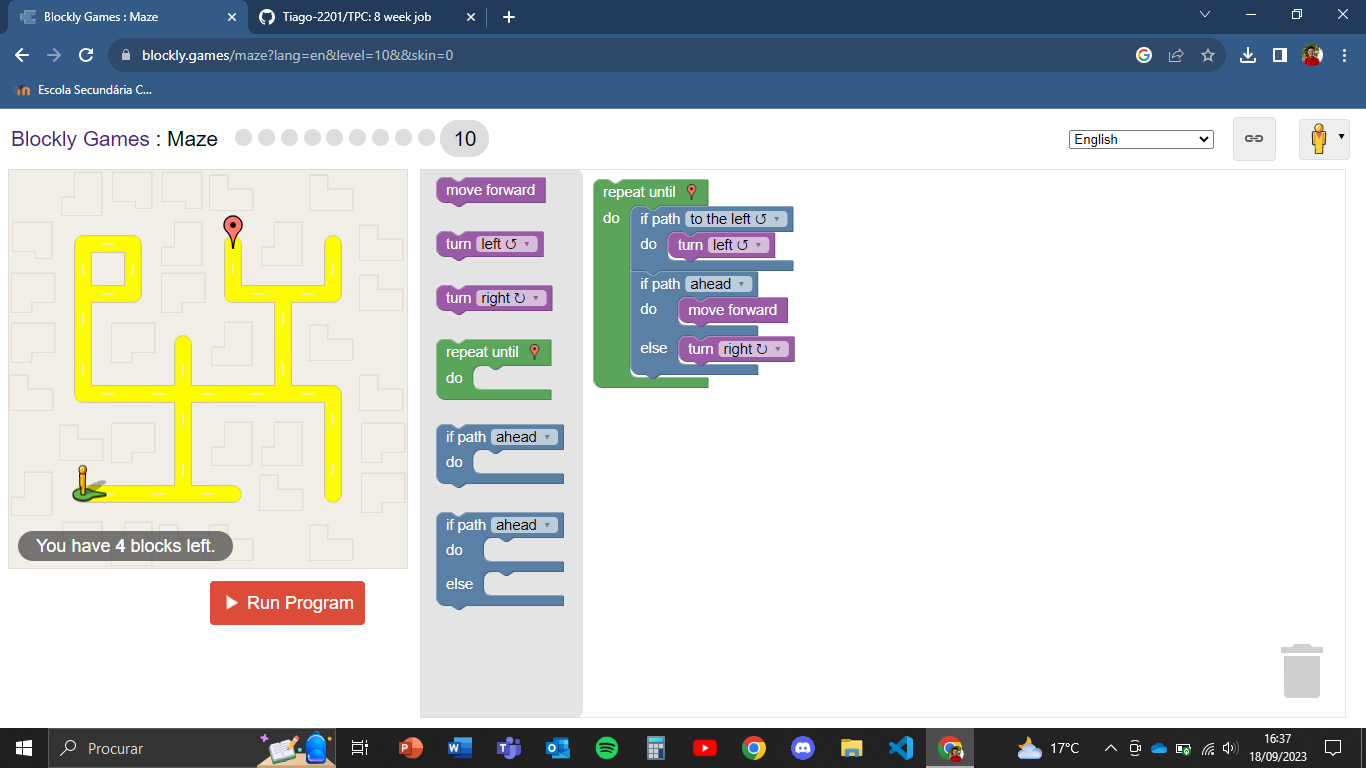 Blockly Games : Maze
Tiago-2201/TPC: 8 week job
blockly.games/maze?lang=en&level=10&&skin=0
Escola Secundária C...
Blockly Games : Maze
10
English
You have 4 blocks left.
Run Program
move forward
turn left ↺
turn right ↻
repeat until
do
if path ahead
do
if path ahead
do
else
repeat until
do
if path to the left ↺
do turn left ↺
if path ahead
do move forward
else turn right ↻
Procurar
17°C
16:37
18/09/2023